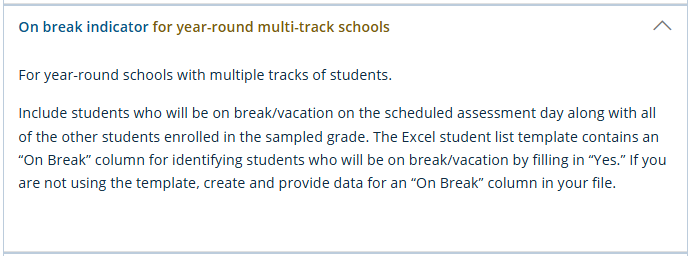 On break indicator for year-round multi-track schools
For year-round schools with multiple tracks of students.
Include students who will be on break/vacation on the scheduled assessment day along with all
of the other students enrolled in the sampled grade. The Excel student list template contains an
“On Break” column for identifying students who will be on break/vacation by filling in “Yes.” If you
are not using the template, create and provide data for an “On Break” column in your file.